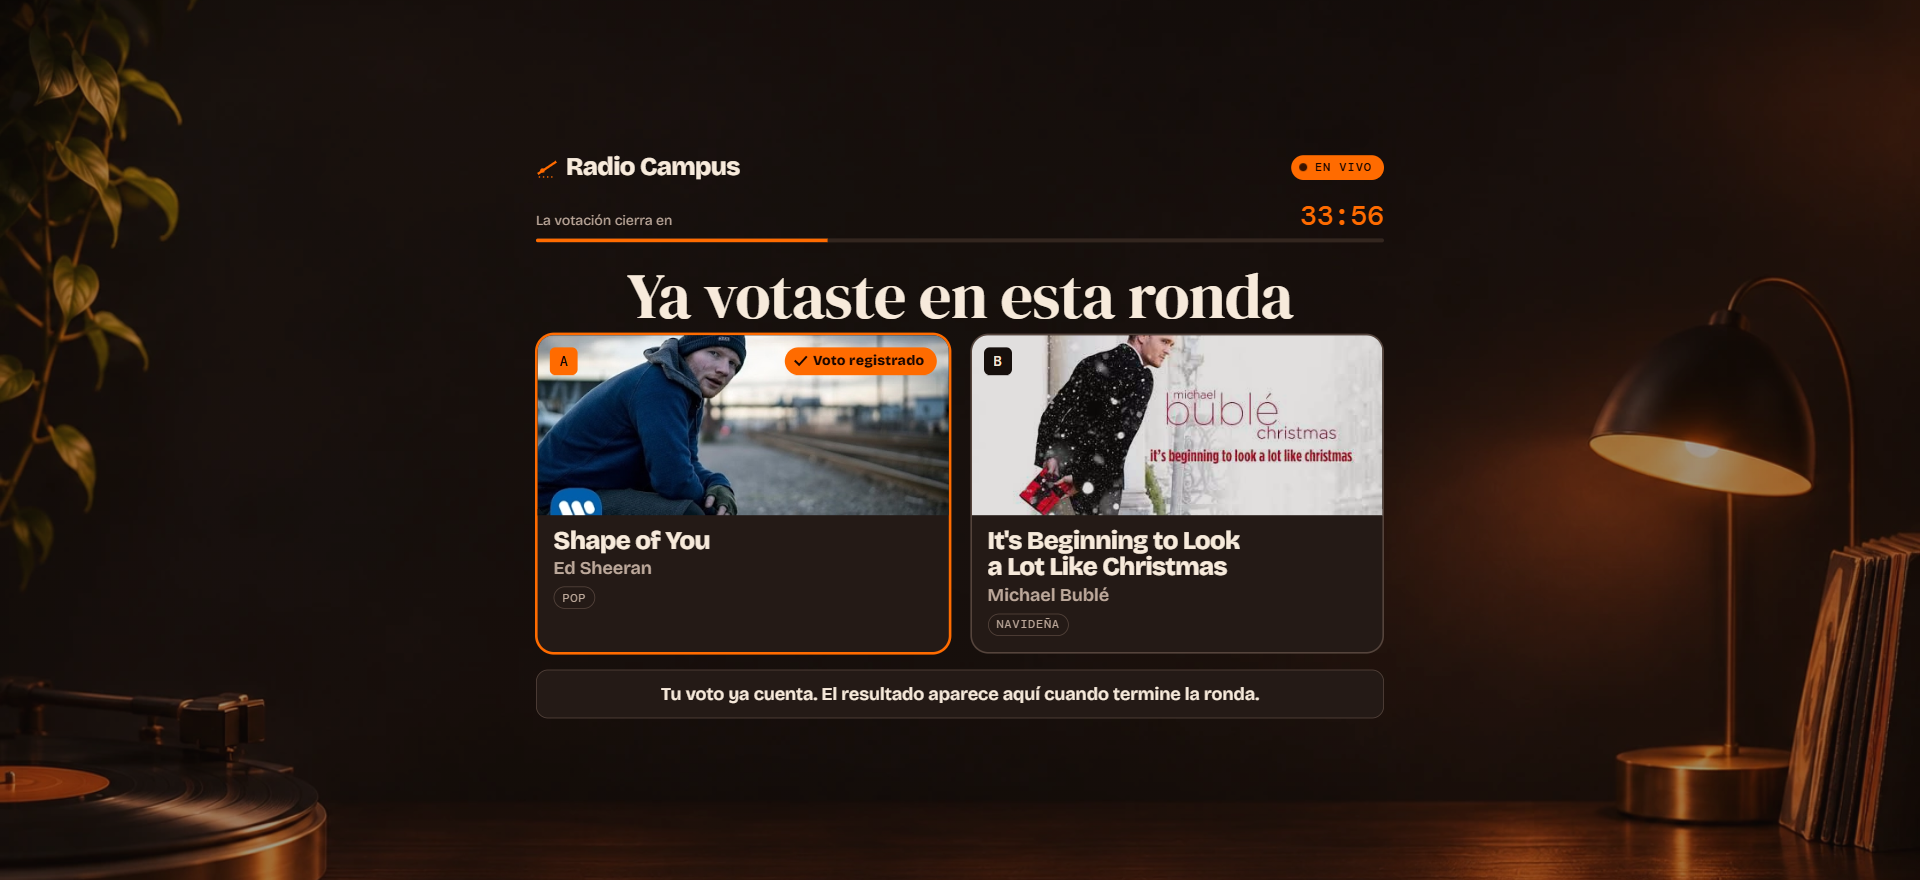 Radio Campus
EN VIVO
La votación cierra en
33:56
Ya votaste en esta ronda
A
Voto registrado
Shape of You
Ed Sheeran
POP
B
michael
bublé
christmas
it's beginning to look a lot like christmas
It's Beginning to Look
a Lot Like Christmas
Michael Bublé
NAVIDEÑA
Tu voto ya cuenta. El resultado aparece aquí cuando termine la ronda.